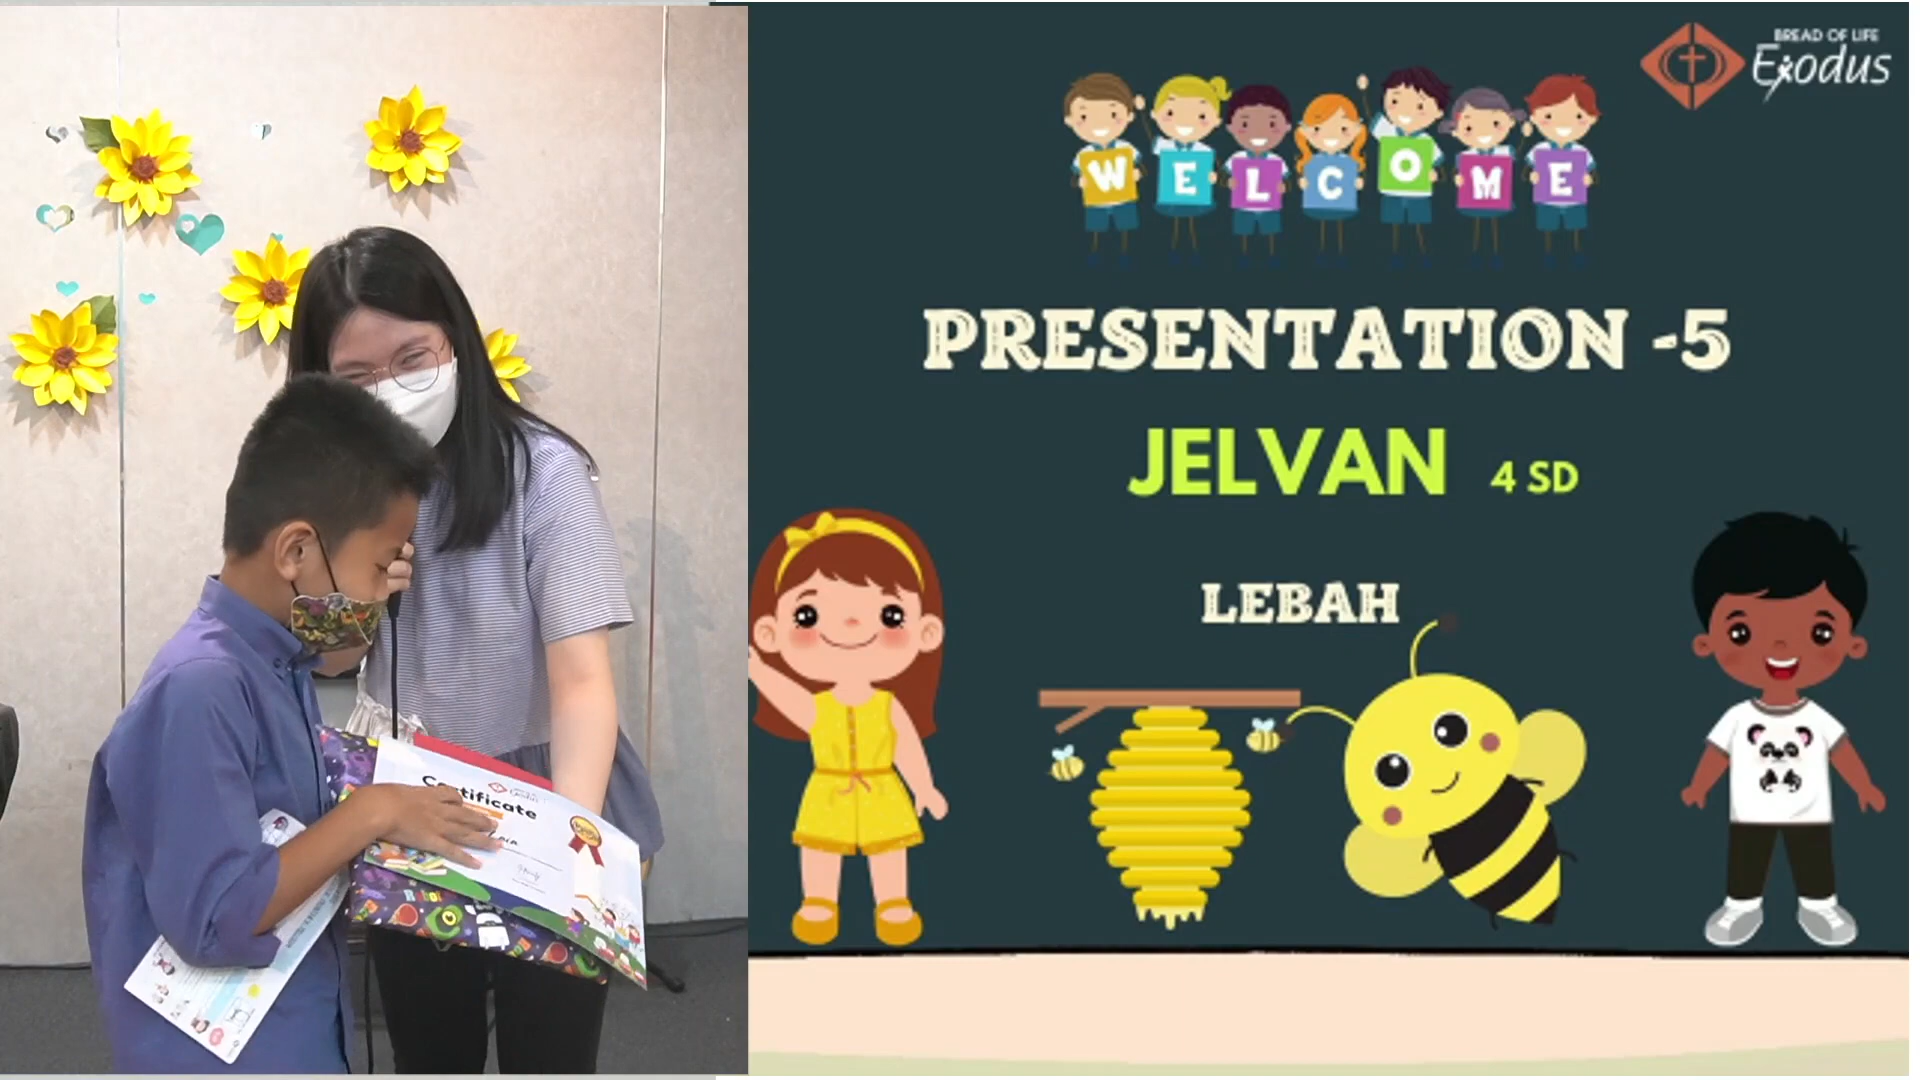 BREAD OF LIFE
Exodus
WELCOME
PRESENTATION -5
JELVAN 4 SD
LEBAH
Certificate